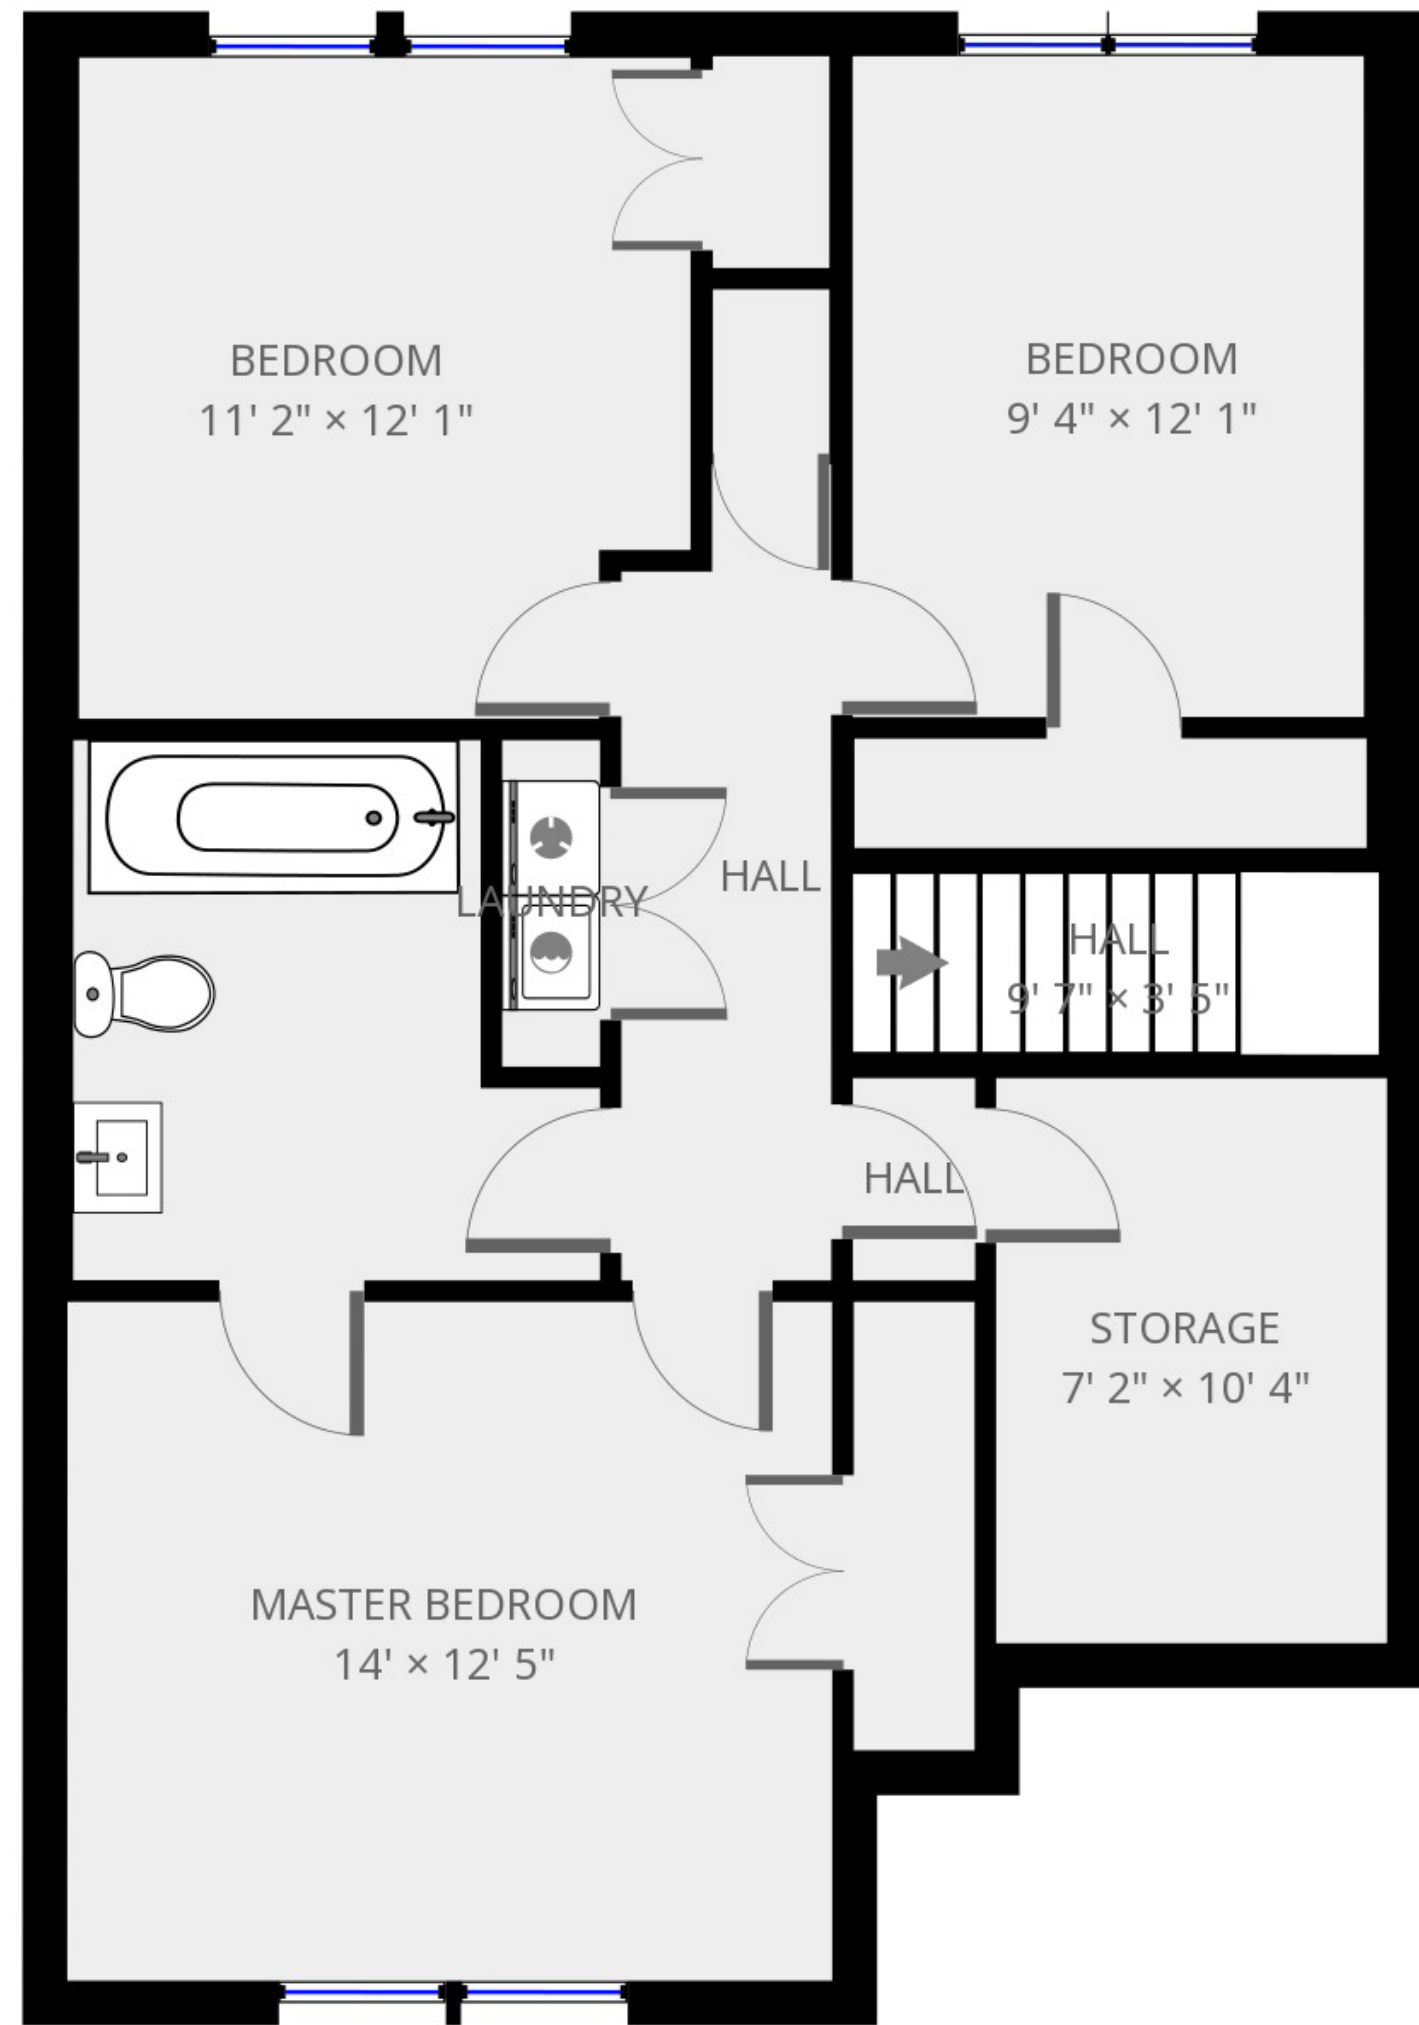 BEDROOM
11' 2" × 12' 1"
BEDROOM
9' 4" × 12' 1"
LAUNDRY
HALL
HALL
9' 7" × 3' 5"
HALL
STORAGE
7' 2" × 10' 4"
MASTER BEDROOM
14' × 12' 5"